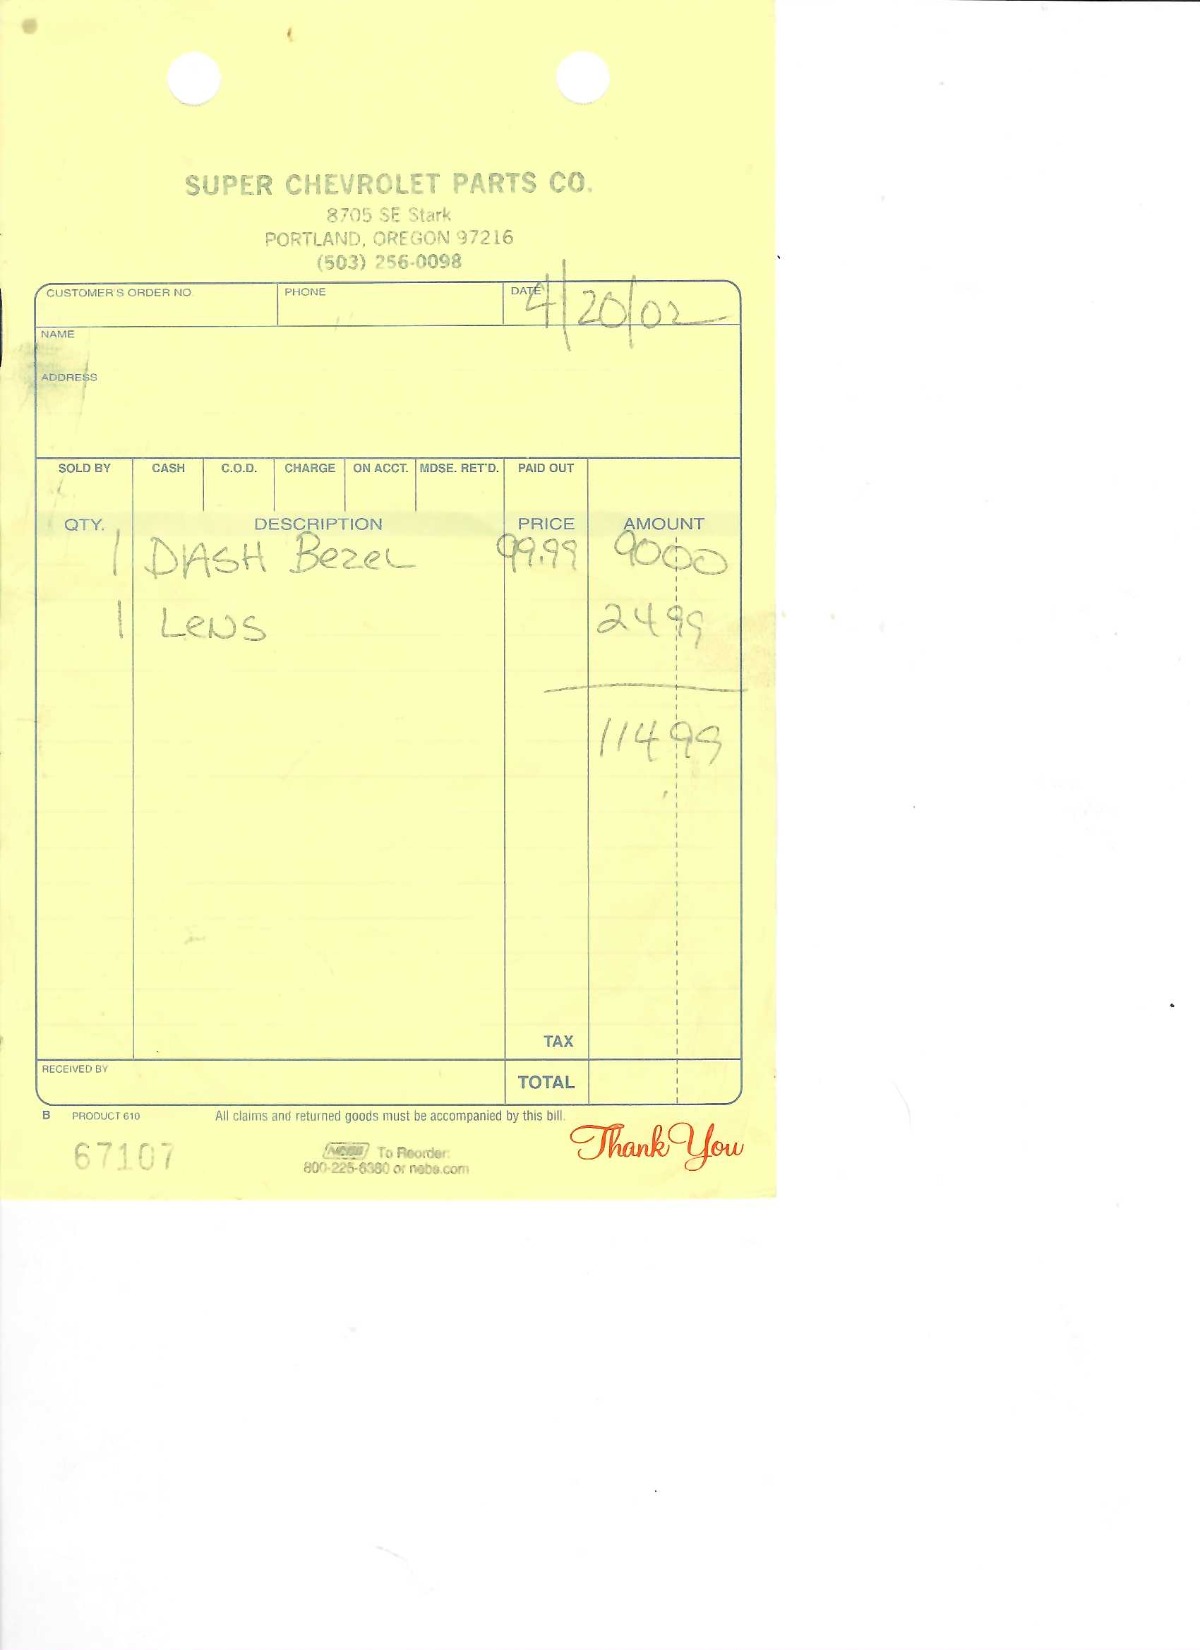 SUPER CHEVROLET PARTS CO.
8705 SE Stark
PORTLAND, OREGON 97216
(503) 256-0098
CUSTOMER'S ORDER NO. PHONE DATE 4/20/02
NAME
ADDRESS
SOLD BY CASH C.O.D. CHARGE ON ACCT. MDSE. RET'D. PAID OUT
QTY. DESCRIPTION PRICE AMOUNT
1 DASH Bezel 99.99 9000
1 Lens 2499
11499
TAX
RECEIVED BY
TOTAL
B PRODUCT 610 All claims and returned goods must be accompanied by this bill.
67107 NEBS To Reorder:
800-225-6380 or nebs.com
Thank You